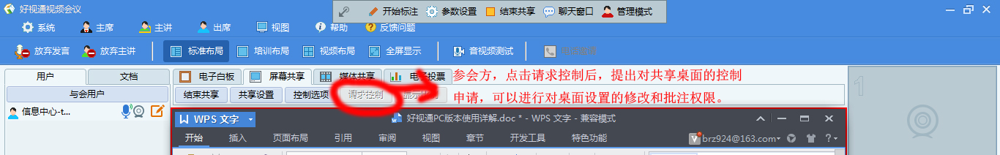 好视通视频会议
开始标注 参数设置 结束共享 聊天窗口 管理模式
系统 主席 主讲 出席 视图 帮助 反馈问题
放弃发言 放弃主讲 标准布局 培训布局 视频布局 全屏显示 音视频测试
用户 文档 电子白板 屏幕共享 媒体共享 电子投票
参会方，点击请求控制后，提出对共享桌面的控制
与会用户 结束共享 共享设置 控制选项 请求控制
申请，可以进行对桌面设置的修改和批注权限。
1
信息中心-t...
W WPS 文字 好视通PC版本使用详解.doc * - WPS 文字 - 兼容模式
开始 插入 页面布局 引用 审阅 视图 章节 开发工具 特色功能 brz924@163.com